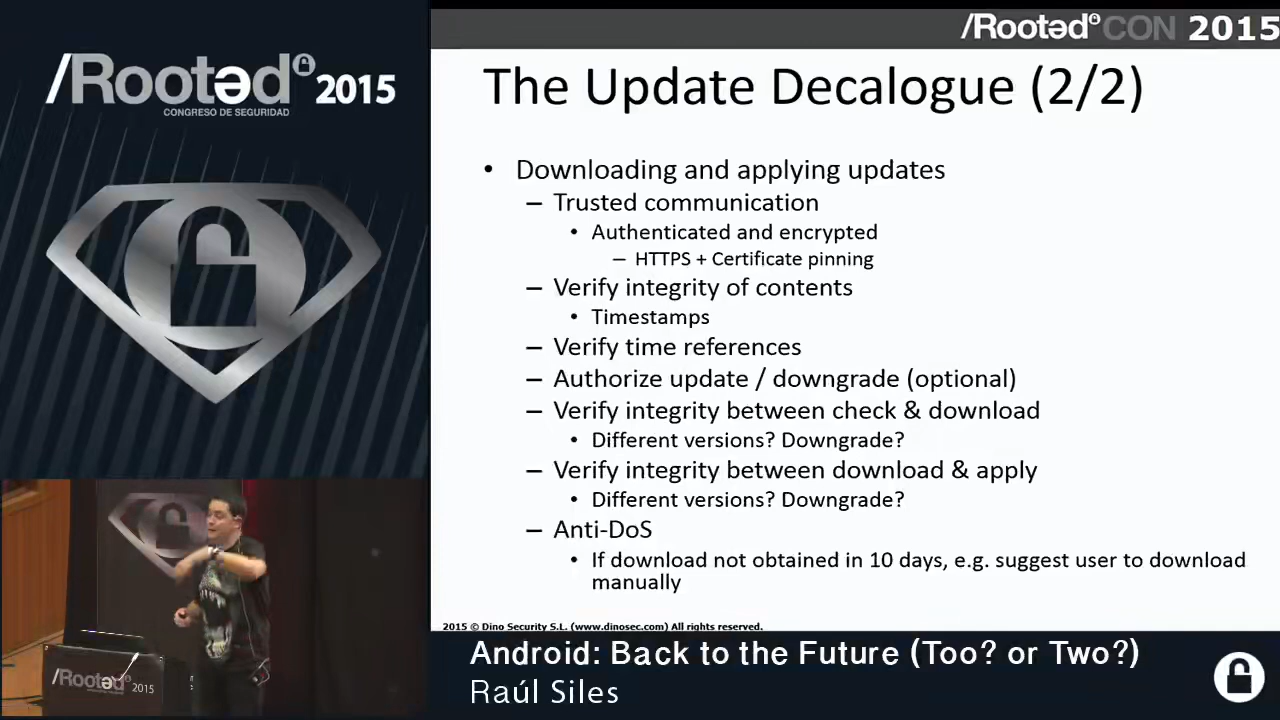 /Rootəd CON 2015
/Rootəd 2015
CONGRESO DE SEGURIDAD
The Update Decalogue (2/2)
• Downloading and applying updates
– Trusted communication
• Authenticated and encrypted
– HTTPS + Certificate pinning
– Verify integrity of contents
• Timestamps
– Verify time references
– Authorize update / downgrade (optional)
– Verify integrity between check & download
• Different versions? Downgrade?
– Verify integrity between download & apply
• Different versions? Downgrade?
– Anti-DoS
• If download not obtained in 10 days, e.g. suggest user to download
manually
2015 © Dino Security S.L. (www.dinosec.com) All rights reserved.
/Rootəd 2015
Android: Back to the Future (Too? or Two?)
Raúl Siles